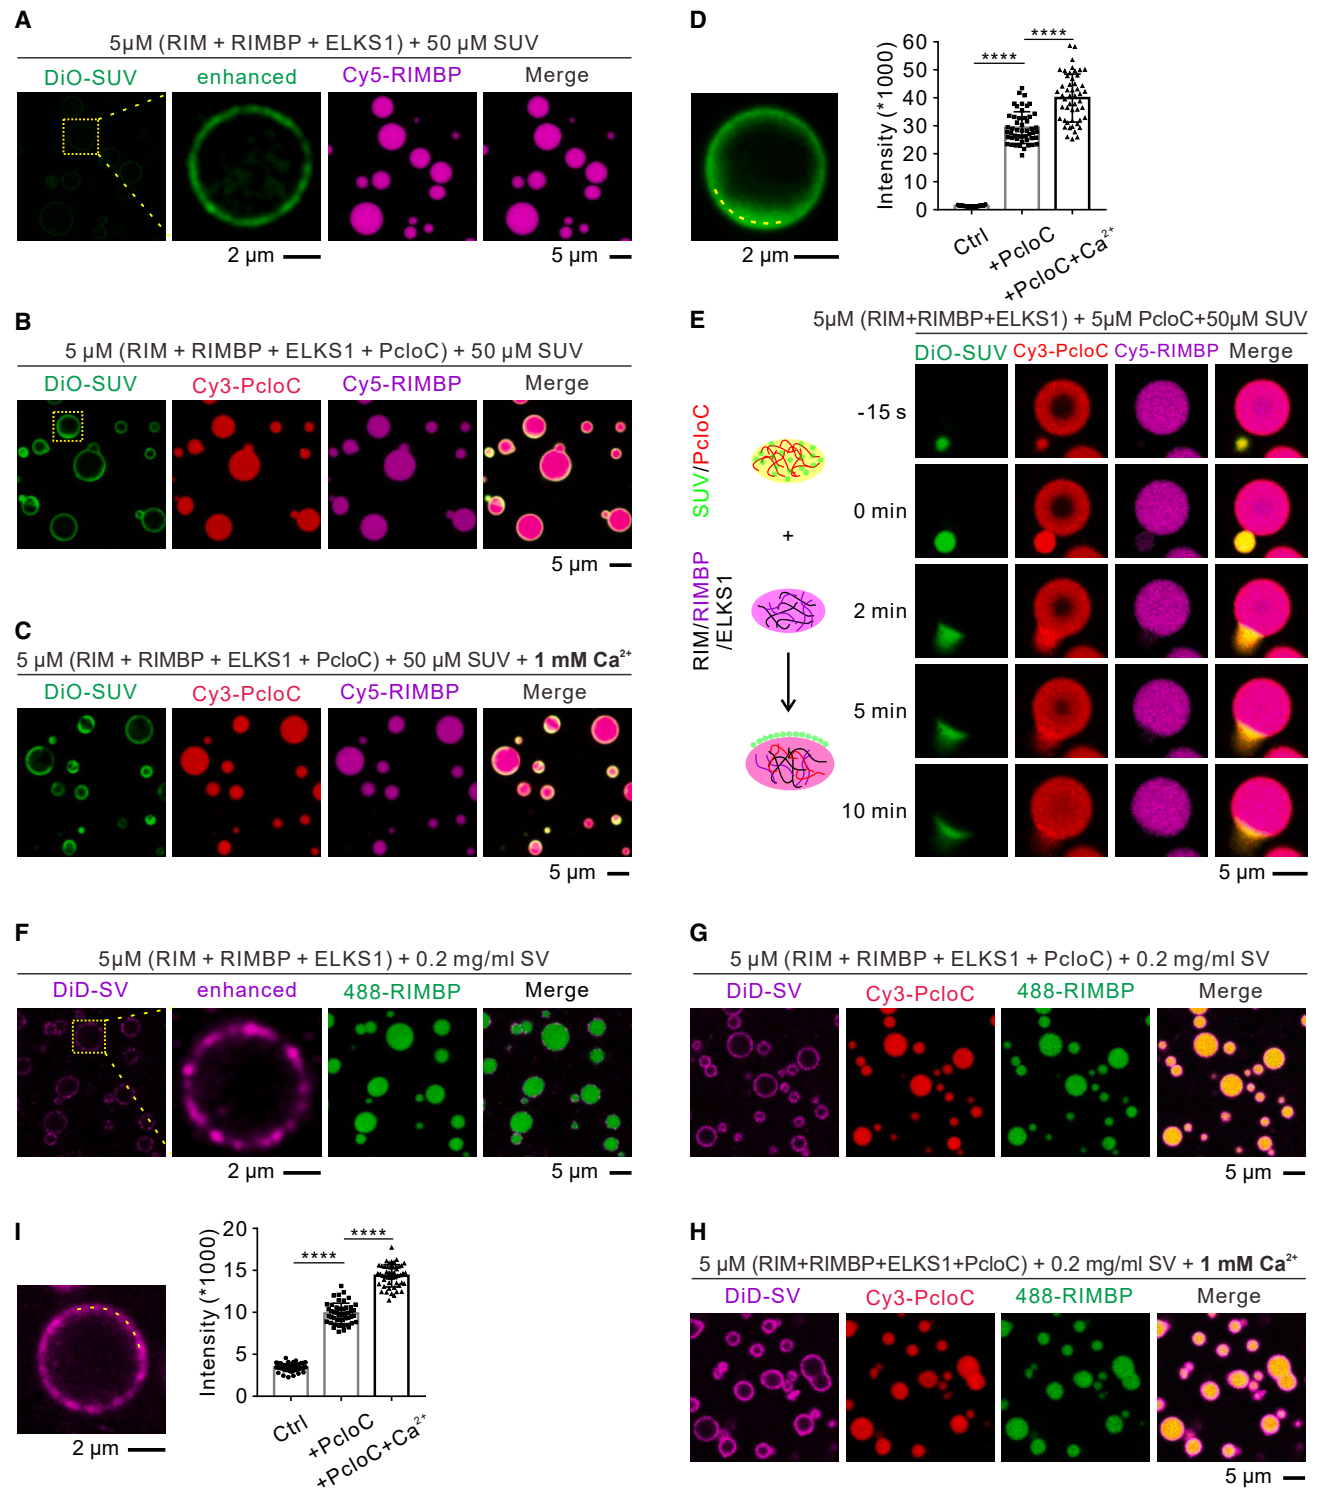 A
5µM (RIM + RIMBP + ELKS1) + 50 µM SUV
DiO-SUV enhanced Cy5-RIMBP Merge
2 µm 5 µm
B
5 µM (RIM + RIMBP + ELKS1 + PcloC) + 50 µM SUV
DiO-SUV Cy3-PcloC Cy5-RIMBP Merge
5 µm
C
5 µM (RIM + RIMBP + ELKS1 + PcloC) + 50 µM SUV + 1 mM Ca²⁺
DiO-SUV Cy3-PcloC Cy5-RIMBP Merge
5 µm
D
2 µm
Intensity (*1000)
60
50
40
30
20
10
0
**** ****
Ctrl
+PcloC
+PcloC+Ca²⁺
E
5µM (RIM+RIMBP+ELKS1) + 5µM PcloC+50µM SUV
DiO-SUV Cy3-PcloC Cy5-RIMBP Merge
SUV/PcloC
+
RIM/RIMBP
/ELKS1
-15 s
0 min
2 min
5 min
10 min
5 µm
F
5µM (RIM + RIMBP + ELKS1) + 0.2 mg/ml SV
DiD-SV enhanced 488-RIMBP Merge
2 µm 5 µm
G
5 µM (RIM + RIMBP + ELKS1 + PcloC) + 0.2 mg/ml SV
DiD-SV Cy3-PcloC 488-RIMBP Merge
5 µm
I
2 µm
Intensity (*1000)
20
15
10
5
0
**** ****
Ctrl
+PcloC
+PcloC+Ca²⁺
H
5 µM (RIM+RIMBP+ELKS1+PcloC) + 0.2 mg/ml SV + 1 mM Ca²⁺
DiD-SV Cy3-PcloC 488-RIMBP Merge
5 µm